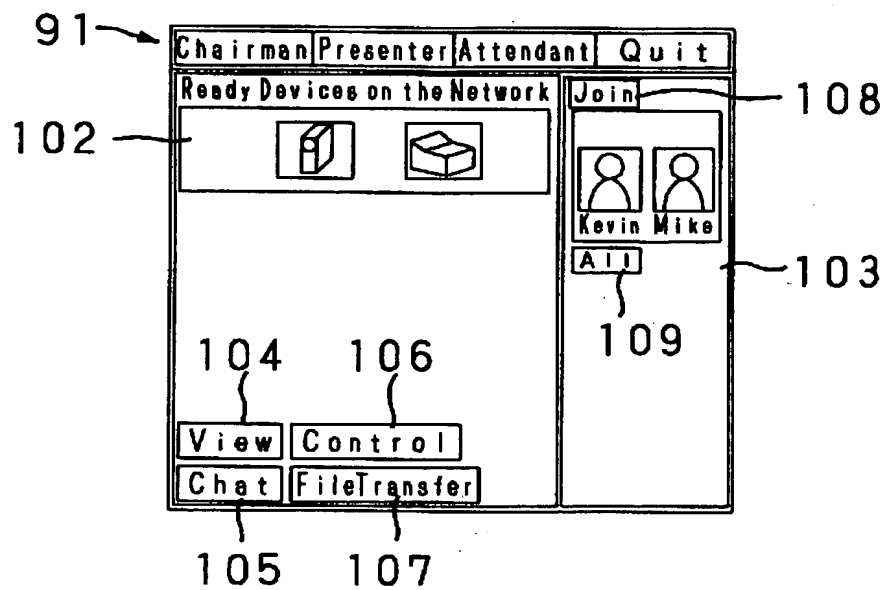 91
Chairman Presenter Attendant Quit
Ready Devices on the Network
Join
108
102
Kevin Mike
All
103
109
104 106
View Control
Chat FileTransfer
105 107